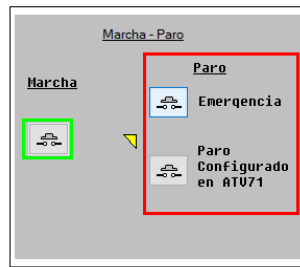 Marcha - Paro
Marcha
Paro
Emergencia
Paro
Configurado
en ATV71